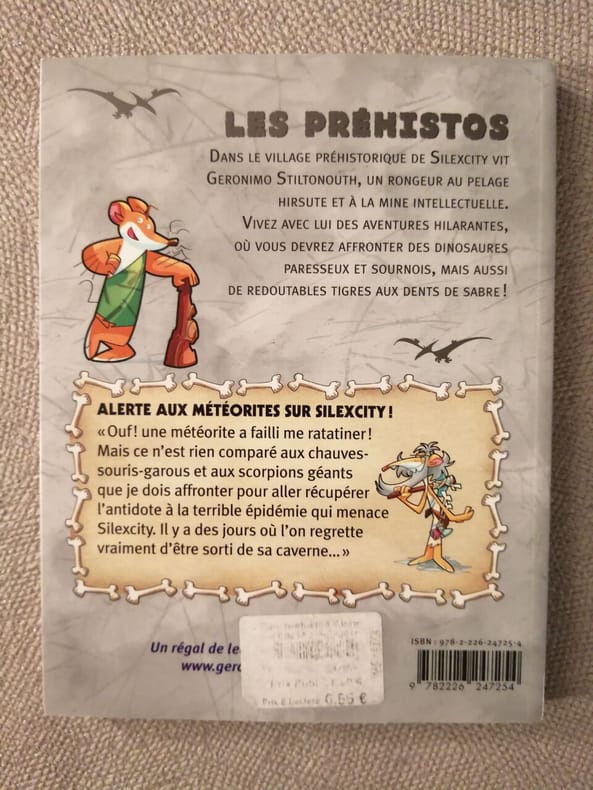 LES PRÉHISTOS
DANS LE VILLAGE PRÉHISTORIQUE DE SILEXCITY VIT
GERONIMO STILTONOUTH, UN RONGEUR AU PELAGE
HIRSUTE ET À LA MINE INTELLECTUELLE.
VIVEZ AVEC LUI DES AVENTURES HILARANTES,
OÙ VOUS DEVREZ AFFRONTER DES DINOSAURES
PARESSEUX ET SOURNOIS, MAIS AUSSI
DE REDOUTABLES TIGRES AUX DENTS DE SABRE !
ALERTE AUX MÉTÉORITES SUR SILEXCITY !
« Ouf ! une météorite a failli me ratatiner !
Mais ce n'est rien comparé aux chauves-
souris-garous et aux scorpions géants
que je dois affronter pour aller récupérer
l'antidote à la terrible épidémie qui menace
Silexcity. Il y a des jours où l'on regrette
vraiment d'être sorti de sa caverne... »
Un régal de le
www.gero
Prix E.Leclerc 6.55 €
ISBN : 978-2-226-24725-4
9 782226 247254